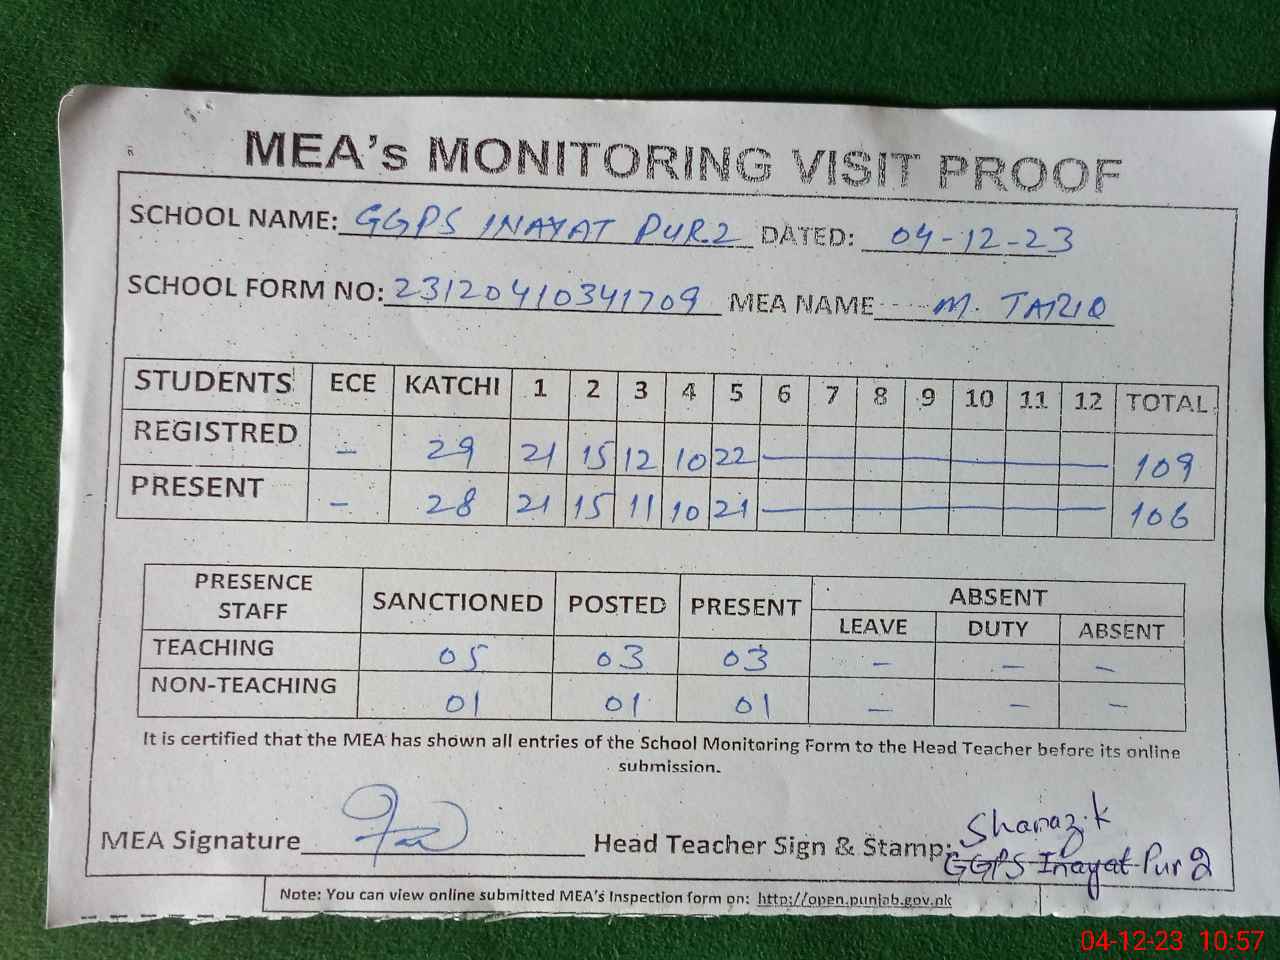 MEA's MONITORING VISIT PROOF
SCHOOL NAME: GGPS INAYAT PUR.2 DATED: 04-12-23
SCHOOL FORM NO: 23120410341709 MEA NAME M. TARIQ
STUDENTS ECE KATCHI 1 2 3 4 5 6 7 8 9 10 11 12 TOTAL
REGISTRED - 29 21 15 12 10 22 109
PRESENT - 28 21 15 11 10 21 106
PRESENCE STAFF SANCTIONED POSTED PRESENT ABSENT
LEAVE DUTY ABSENT
TEACHING 05 03 03 - - -
NON-TEACHING 01 01 01 - - -
It is certified that the MEA has shown all entries of the School Monitoring Form to the Head Teacher before its online
submission.
MEA Signature Head Teacher Sign & Stamp: Shanaz.k
GGPS Inayat Pur 2
Note: You can view online submitted MEA's Inspection form on: http://open.punjab.gov.pk
04-12-23 10:57